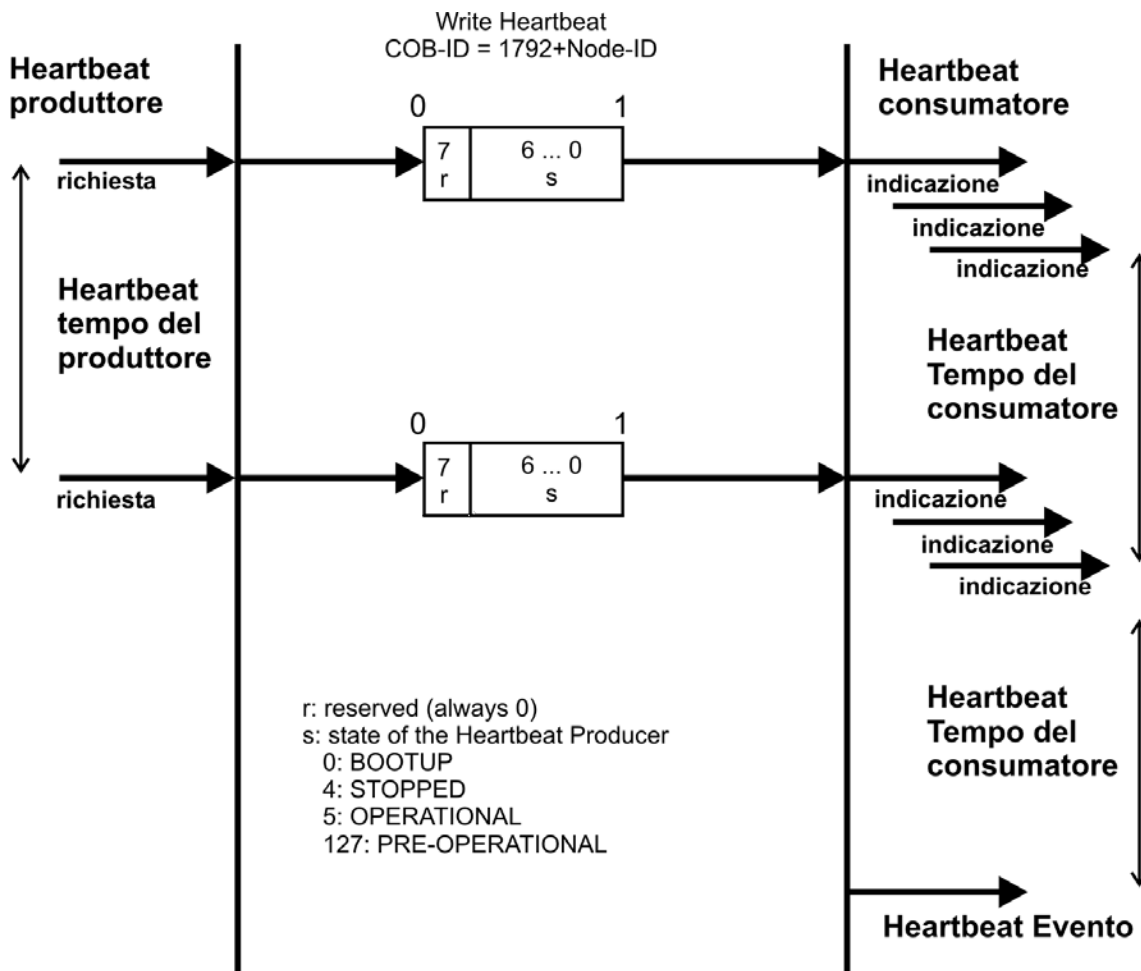 Write Heartbeat
COB-ID = 1792+Node-ID
Heartbeat
produttore
Heartbeat
consumatore
0 1
7 6 ... 0
r s
richiesta
indicazione
indicazione
indicazione
Heartbeat
tempo del
produttore
Heartbeat
Tempo del
consumatore
0 1
7 6 ... 0
r s
richiesta
indicazione
indicazione
indicazione
r: reserved (always 0)
s: state of the Heartbeat Producer
0: BOOTUP
4: STOPPED
5: OPERATIONAL
127: PRE-OPERATIONAL
Heartbeat
Tempo del
consumatore
Heartbeat Evento